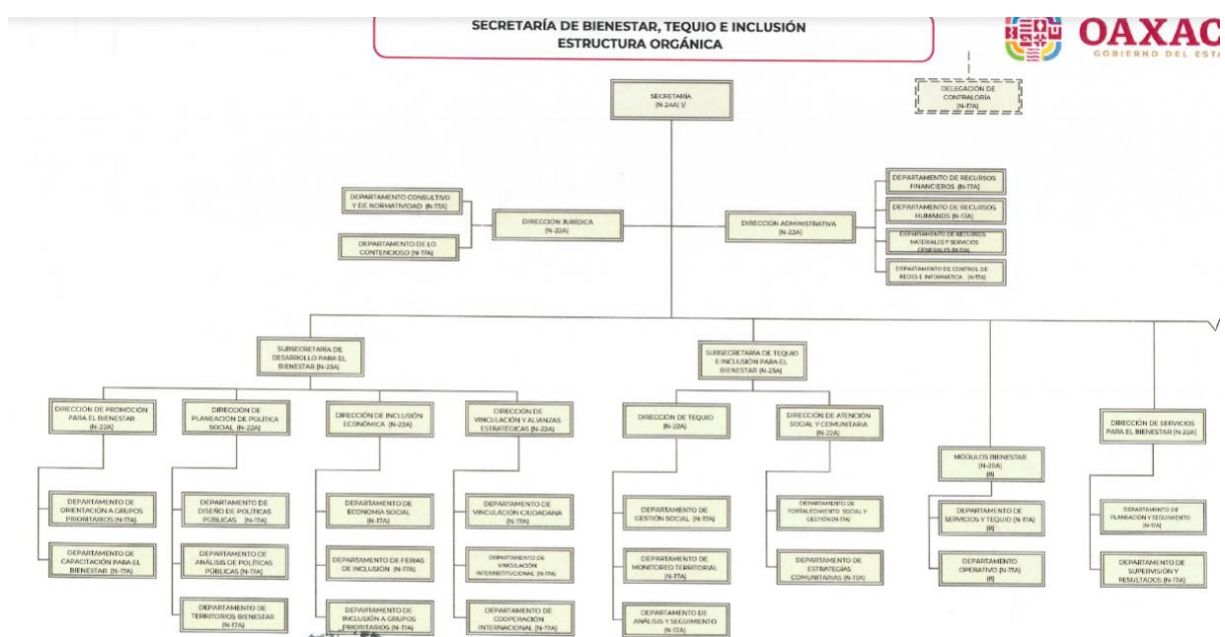 SECRETARÍA DE BIENESTAR, TEQUIO E INCLUSIÓN
ESTRUCTURA ORGÁNICA
OAXAC
GOBIERNO DEL ESTA
SECRETARÍA
(N-24A) 1/
DELEGACIÓN DE
CONTRALORÍA
(N-17A)
DEPARTAMENTO CONSULTIVO
Y DE NORMATIVIDAD (N-17A)
DEPARTAMENTO DE LO
CONTENCIOSO (N-17A)
DIRECCIÓN JURÍDICA
(N-22A)
DIRECCIÓN ADMINISTRATIVA
(N-22A)
DEPARTAMENTO DE RECURSOS
FINANCIEROS (N-17A)
DEPARTAMENTO DE RECURSOS
HUMANOS (N-17A)
DEPARTAMENTO DE RECURSOS
MATERIALES Y SERVICIOS
GENERALES (N-17A)
DEPARTAMENTO DE CONTROL DE
REDES E INFORMÁTICA (N-17A)
SUBSECRETARÍA DE
DESARROLLO PARA EL
BIENESTAR (N-23A)
SUBSECRETARÍA DE TEQUIO
E INCLUSIÓN PARA EL
BIENESTAR (N-23A)
DIRECCIÓN DE PROMOCIÓN
PARA EL BIENESTAR
(N-22A)
DIRECCIÓN DE
PLANEACIÓN DE POLÍTICA
SOCIAL (N-22A)
DIRECCIÓN DE INCLUSIÓN
ECONÓMICA (N-22A)
DIRECCIÓN DE
VINCULACIÓN Y ALIANZAS
ESTRATÉGICAS (N-22A)
DIRECCIÓN DE TEQUIO
(N-22A)
DIRECCIÓN DE ATENCIÓN
SOCIAL Y COMUNITARIA
(N-22A)
MÓDULOS BIENESTAR
(N-20A)
(8)
DIRECCIÓN DE SERVICIOS
PARA EL BIENESTAR (N-22A)
DEPARTAMENTO DE
ORIENTACIÓN A GRUPOS
PRIORITARIOS (N-17A)
DEPARTAMENTO DE
DISEÑO DE POLÍTICAS
PÚBLICAS (N-17A)
DEPARTAMENTO DE
ECONOMÍA SOCIAL
(N-17A)
DEPARTAMENTO DE
VINCULACIÓN CIUDADANA
(N-17A)
DEPARTAMENTO DE
GESTIÓN SOCIAL (N-17A)
DEPARTAMENTO DE
FORTALECIMIENTO SOCIAL Y
GESTIÓN (N-17A)
DEPARTAMENTO DE
SERVICIOS Y TEQUIO (N-17A)
(8)
DEPARTAMENTO DE
PLANEACIÓN Y SEGUIMIENTO
(N-17A)
DEPARTAMENTO DE
CAPACITACIÓN PARA EL
BIENESTAR (N-17A)
DEPARTAMENTO DE
ANÁLISIS DE POLÍTICAS
PÚBLICAS (N-17A)
DEPARTAMENTO DE FERIAS
DE INCLUSIÓN (N-17A)
DEPARTAMENTO DE
VINCULACIÓN
INTERINSTITUCIONAL (N-17A)
DEPARTAMENTO DE
MONITOREO TERRITORIAL
(N-17A)
DEPARTAMENTO DE
ESTRATEGIAS
COMUNITARIAS (N-17A)
DEPARTAMENTO
OPERATIVO (N-17A)
(8)
DEPARTAMENTO DE
SUPERVISIÓN Y
RESULTADOS (N-17A)
DEPARTAMENTO DE
TERRITORIOS BIENESTAR
(N-17A)
DEPARTAMENTO DE
INCLUSIÓN A GRUPOS
PRIORITARIOS (N-17A)
DEPARTAMENTO DE
COOPERACIÓN
INTERNACIONAL (N-17A)
DEPARTAMENTO DE
ANÁLISIS Y SEGUIMIENTO
(N-17A)